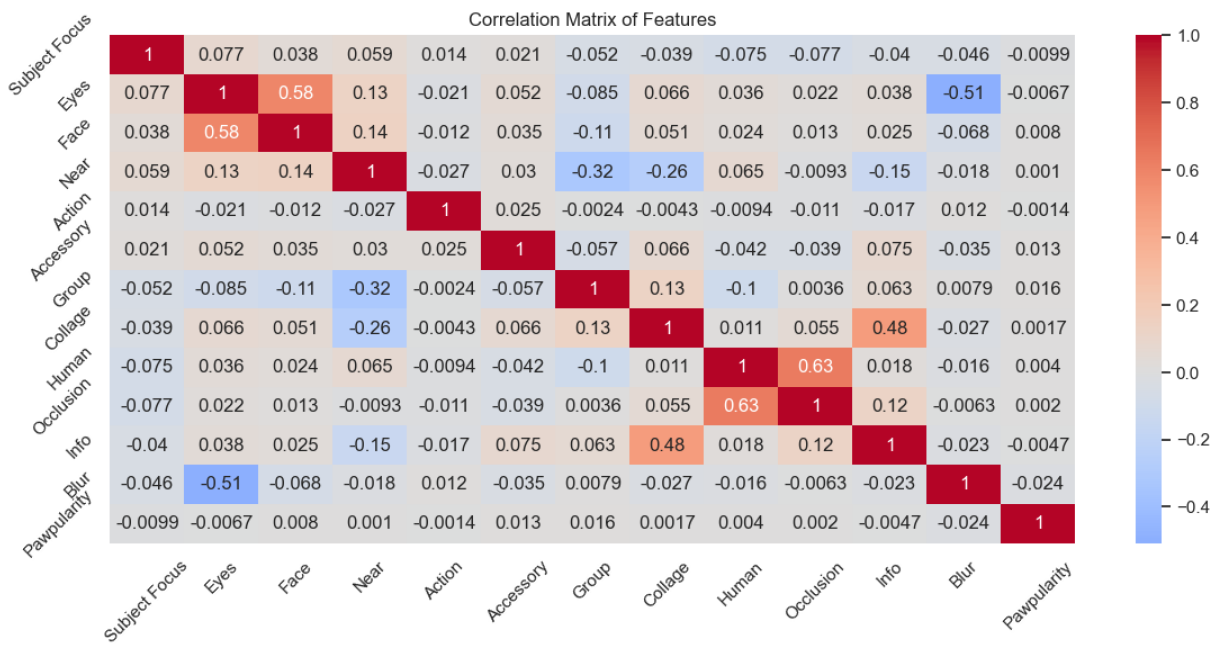 Correlation Matrix of Features
Subject Focus 1 0.077 0.038 0.059 0.014 0.021 -0.052 -0.039 -0.075 -0.077 -0.04 -0.046 -0.0099
Eyes 0.077 1 0.58 0.13 -0.021 0.052 -0.085 0.066 0.036 0.022 0.038 -0.51 -0.0067
Face 0.038 0.58 1 0.14 -0.012 0.035 -0.11 0.051 0.024 0.013 0.025 -0.068 0.008
Near 0.059 0.13 0.14 1 -0.027 0.03 -0.32 -0.26 0.065 -0.0093 -0.15 -0.018 0.001
Action 0.014 -0.021 -0.012 -0.027 1 0.025 -0.0024 -0.0043 -0.0094 -0.011 -0.017 0.012 -0.0014
Accessory 0.021 0.052 0.035 0.03 0.025 1 -0.057 0.066 -0.042 -0.039 0.075 -0.035 0.013
Group -0.052 -0.085 -0.11 -0.32 -0.0024 -0.057 1 0.13 -0.1 0.0036 0.063 0.0079 0.016
Collage -0.039 0.066 0.051 -0.26 -0.0043 0.066 0.13 1 0.011 0.055 0.48 -0.027 0.0017
Human -0.075 0.036 0.024 0.065 -0.0094 -0.042 -0.1 0.011 1 0.63 0.018 -0.016 0.004
Occlusion -0.077 0.022 0.013 -0.0093 -0.011 -0.039 0.0036 0.055 0.63 1 0.12 -0.0063 0.002
Info -0.04 0.038 0.025 -0.15 -0.017 0.075 0.063 0.48 0.018 0.12 1 -0.023 -0.0047
Blur -0.046 -0.51 -0.068 -0.018 0.012 -0.035 0.0079 -0.027 -0.016 -0.0063 -0.023 1 -0.024
Pawpularity -0.0099 -0.0067 0.008 0.001 -0.0014 0.013 0.016 0.0017 0.004 0.002 -0.0047 -0.024 1
Subject Focus Eyes Face Near Action Accessory Group Collage Human Occlusion Info Blur Pawpularity
1.0
0.8
0.6
0.4
0.2
0.0
−0.2
−0.4